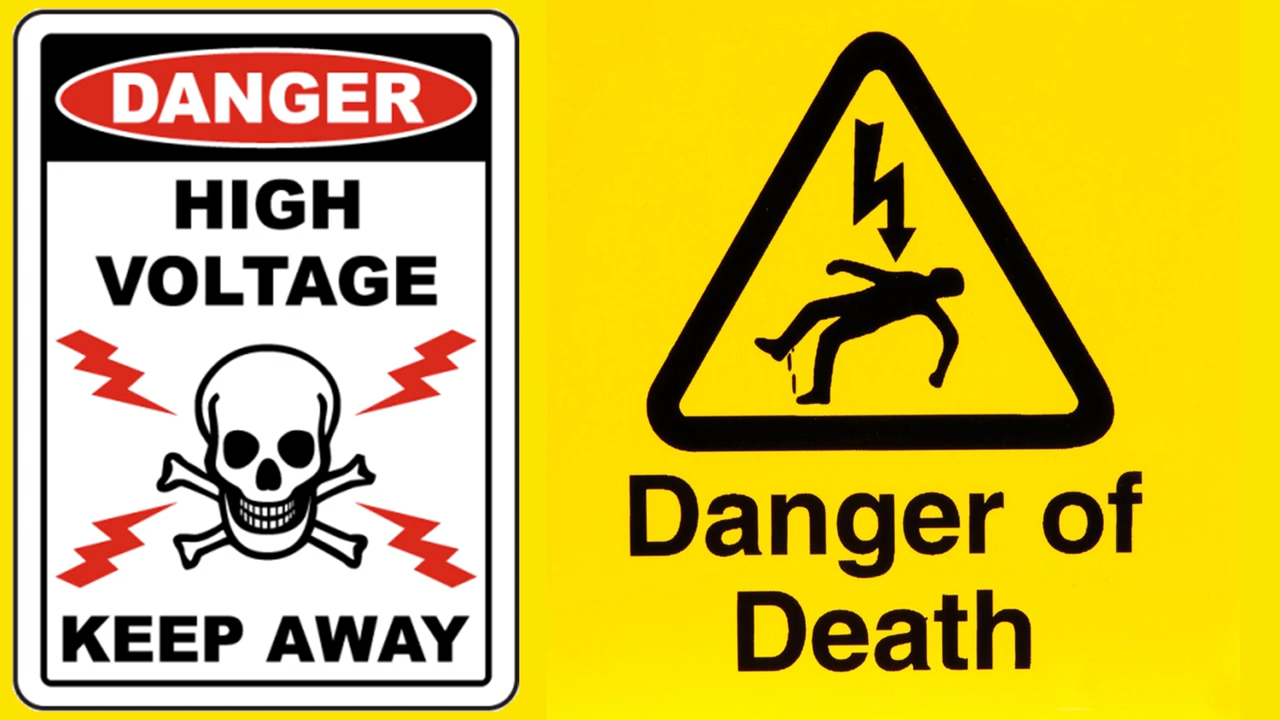 DANGER
HIGH
VOLTAGE
KEEP AWAY
Danger of
Death